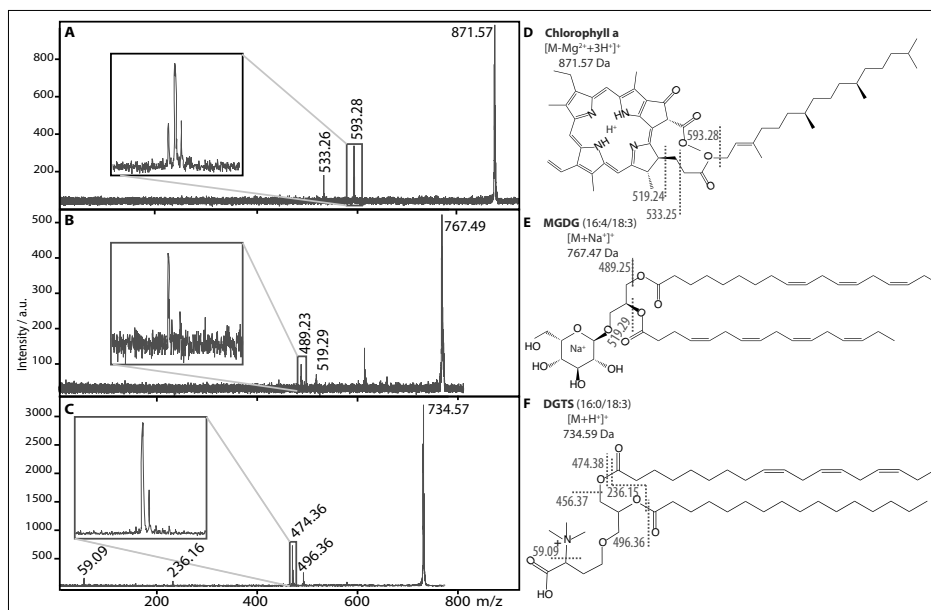 A
871.57
800
600
400
200
533.26
593.28
B
767.49
500
400
300
200
100
489.23
519.29
Intensity / a.u.
C
734.57
3000
2500
2000
1500
1000
500
59.09
236.16
474.36
496.36
200
400
600
m/z
800
D Chlorophyll a
[M-Mg²⁺+3H⁺]⁺
871.57 Da
N
HN
H⁺
NH
N
O
O
O
O
O
593.28
519.24
533.25
E MGDG (16:4/18:3)
[M+Na⁺]⁺
767.47 Da
489.25
O
O
O
O
O
519.29
HO
O
Na⁺
HO
HO
OH
F DGTS (16:0/18:3)
[M+H⁺]⁺
734.59 Da
474.38
O
O
236.15
456.37
O
O
496.36
59.09
N
+
O
O
OH